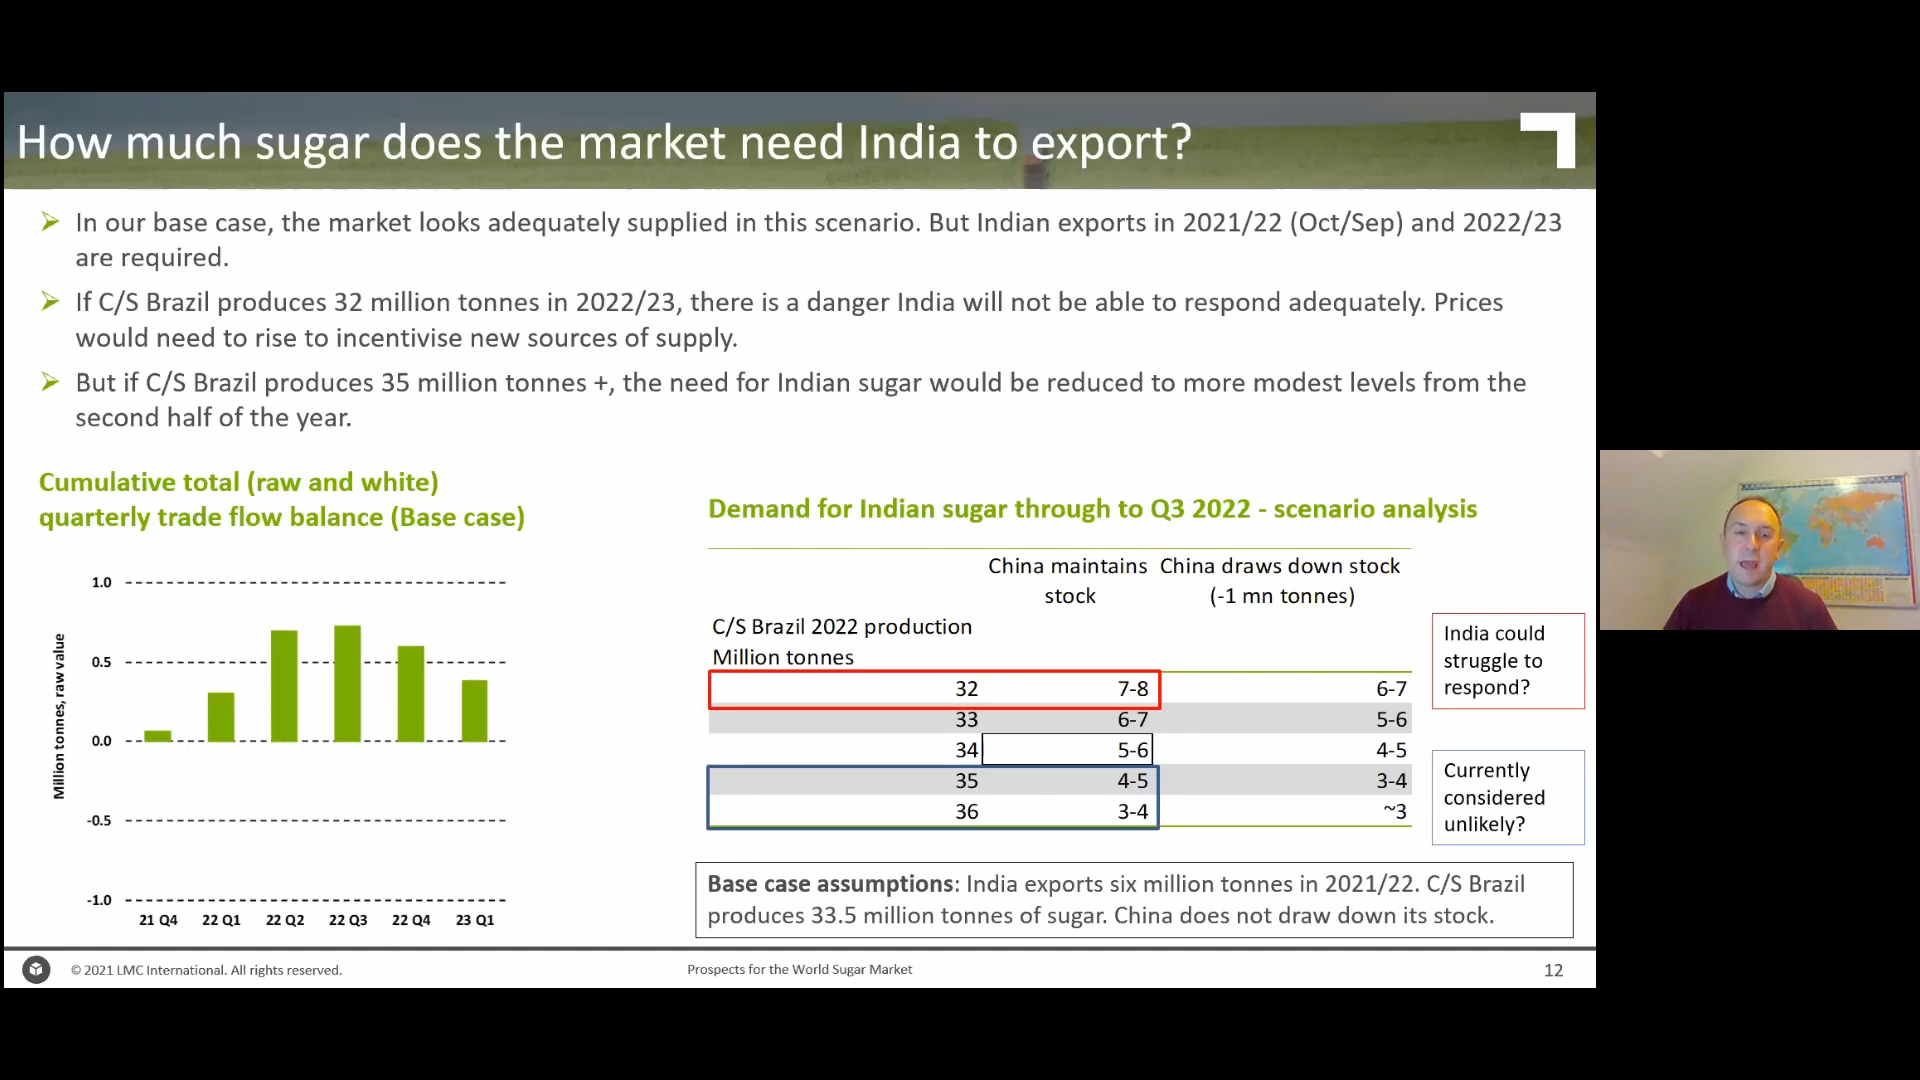 How much sugar does the market need India to export?
In our base case, the market looks adequately supplied in this scenario. But Indian exports in 2021/22 (Oct/Sep) and 2022/23
are required.
If C/S Brazil produces 32 million tonnes in 2022/23, there is a danger India will not be able to respond adequately. Prices
would need to rise to incentivise new sources of supply.
But if C/S Brazil produces 35 million tonnes +, the need for Indian sugar would be reduced to more modest levels from the
second half of the year.
Cumulative total (raw and white)
quarterly trade flow balance (Base case)
Million tonnes, raw value
1.0
0.5
0.0
-0.5
-1.0
21 Q4 22 Q1 22 Q2 22 Q3 22 Q4 23 Q1
Demand for Indian sugar through to Q3 2022 - scenario analysis
China maintains China draws down stock
stock (-1 mn tonnes)
C/S Brazil 2022 production
Million tonnes
32 7-8 6-7
33 6-7 5-6
34 5-6 4-5
35 4-5 3-4
36 3-4 ~3
India could
struggle to
respond?
Currently
considered
unlikely?
Base case assumptions: India exports six million tonnes in 2021/22. C/S Brazil
produces 33.5 million tonnes of sugar. China does not draw down its stock.
© 2021 LMC International. All rights reserved.
Prospects for the World Sugar Market
12